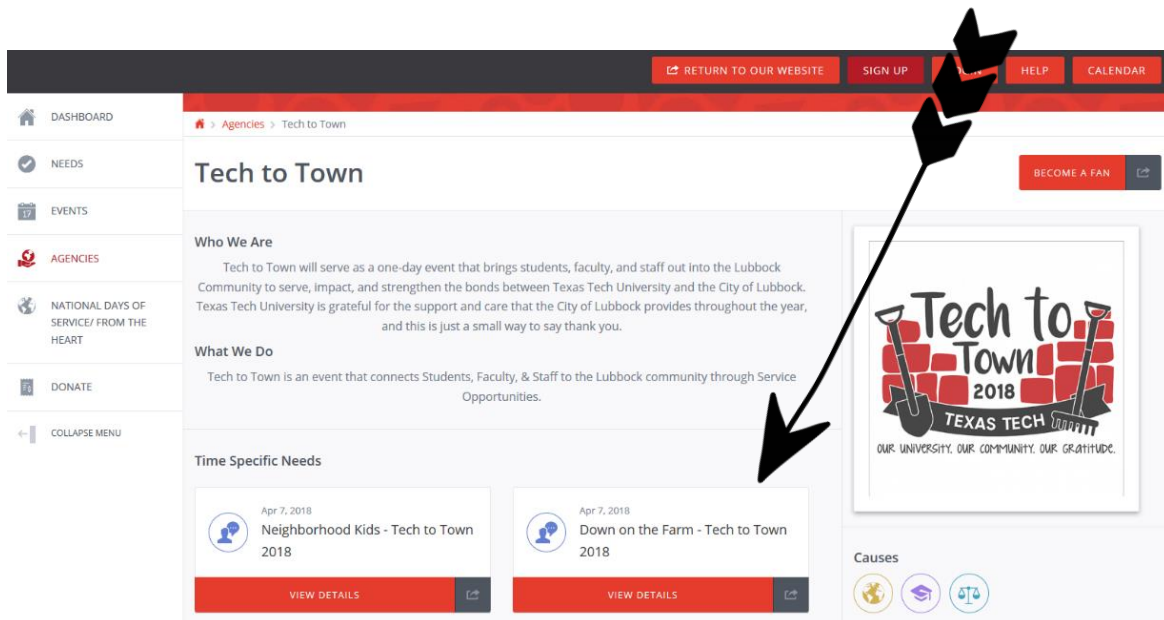 RETURN TO OUR WEBSITE
SIGN UP
HELP
CALENDAR
DASHBOARD
NEEDS
EVENTS
AGENCIES
NATIONAL DAYS OF
SERVICE/ FROM THE
HEART
DONATE
COLLAPSE MENU
> Agencies > Tech to Town
Tech to Town
BECOME A FAN
Who We Are
Tech to Town will serve as a one-day event that brings students, faculty, and staff out into the Lubbock
Community to serve, impact, and strengthen the bonds between Texas Tech University and the City of Lubbock.
Texas Tech University is grateful for the support and care that the City of Lubbock provides throughout the year,
and this is just a small way to say thank you.
What We Do
Tech to Town is an event that connects Students, Faculty, & Staff to the Lubbock community through Service
Opportunities.
Time Specific Needs
Apr 7, 2018
Neighborhood Kids - Tech to Town
2018
VIEW DETAILS
Apr 7, 2018
Down on the Farm - Tech to Town
2018
VIEW DETAILS
Tech to
Town
2018
TEXAS TECH
OUR UNIVERSITY. OUR COMMUNITY. OUR GRATITUDE.
Causes